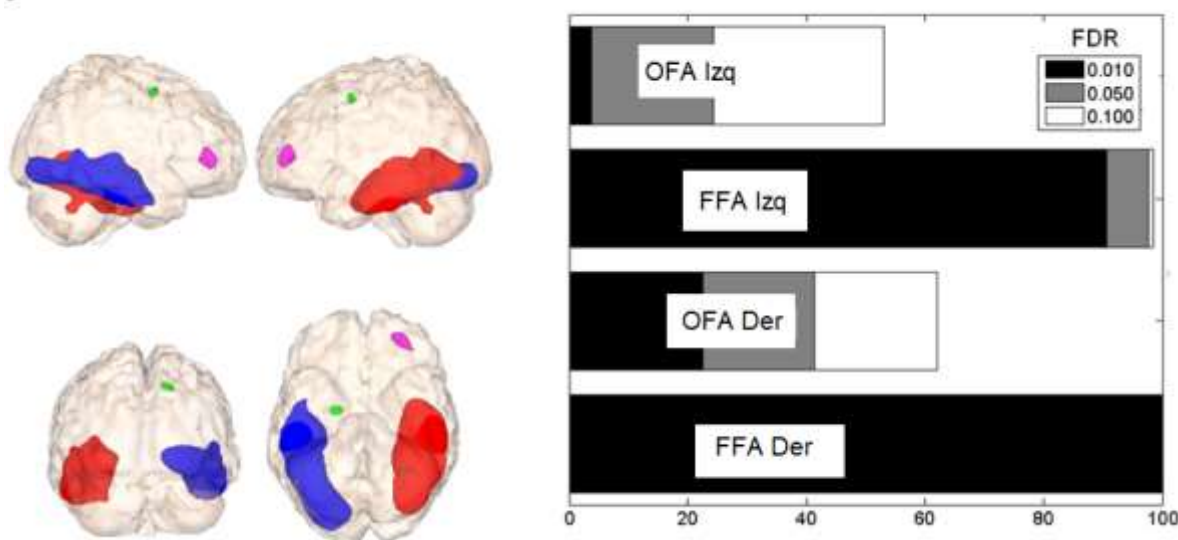 FDR
0.010
0.050
0.100
OFA Izq
FFA Izq
OFA Der
FFA Der
0 20 40 60 80 100